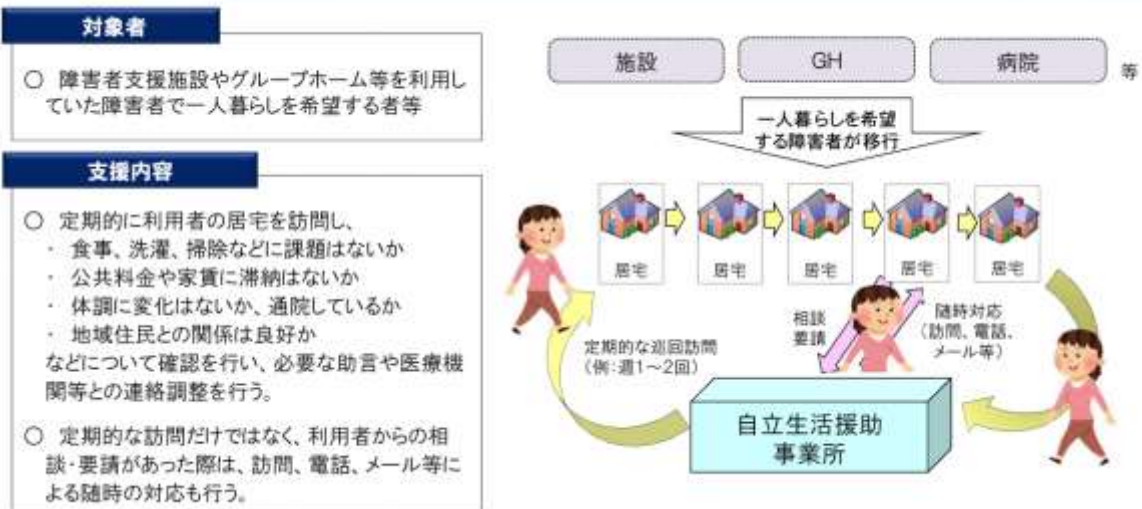 対象者
○ 障害者支援施設やグループホーム等を利用し
ていた障害者で一人暮らしを希望する者等
支援内容
○ 定期的に利用者の居宅を訪問し、
・ 食事、洗濯、掃除などに課題はないか
・ 公共料金や家賃に滞納はないか
・ 体調に変化はないか、通院しているか
・ 地域住民との関係は良好か
などについて確認を行い、必要な助言や医療機
関等との連絡調整を行う。
○ 定期的な訪問だけではなく、利用者からの相
談・要請があった際は、訪問、電話、メール等に
よる随時の対応も行う。
施設
GH
病院
等
一人暮らしを希望
する障害者が移行
居宅
居宅
居宅
居宅
居宅
相談
要請
随時対応
（訪問、電話、
メール等）
定期的な巡回訪問
（例：週1～2回）
自立生活援助
事業所